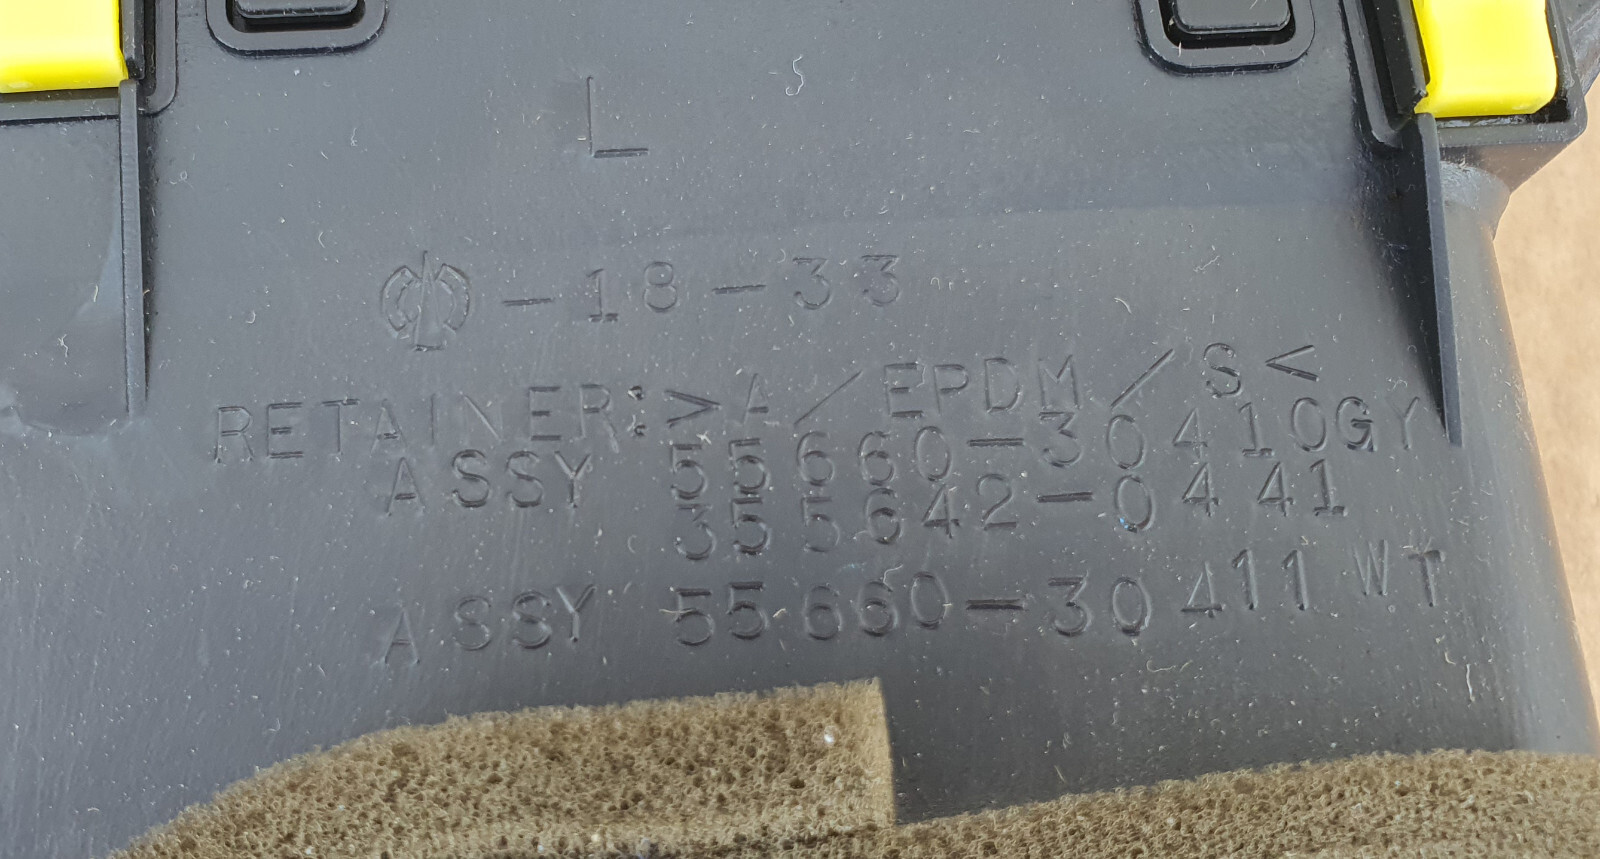 L
-18-33
RETAINER:>A/EPDM/S<
ASSY 55660-30410GY
355642-0441
ASSY 55660-30411WT